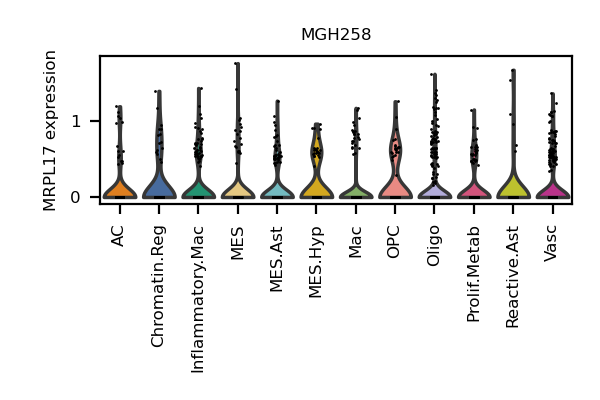 MGH258
MRPL17 expression
1
0
AC
Chromatin.Reg
Inflammatory.Mac
MES
MES.Ast
MES.Hyp
Mac
OPC
Oligo
Prolif.Metab
Reactive.Ast
Vasc